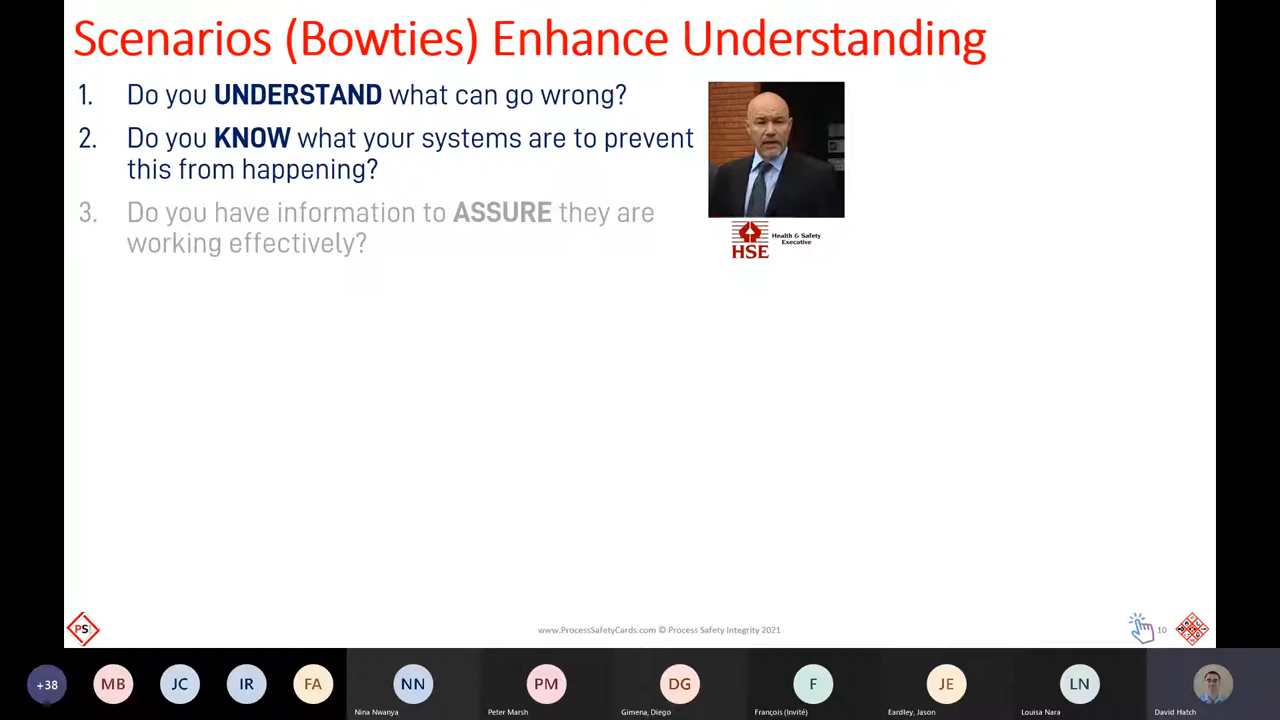 Scenarios (Bowties) Enhance Understanding
1. Do you UNDERSTAND what can go wrong?
2. Do you KNOW what your systems are to prevent
this from happening?
3. Do you have information to ASSURE they are
working effectively?
HSE
Health & Safety
Executive
PS
www.ProcessSafetyCards.com © Process Safety Integrity 2021
10
+38
MB
JC
IR
FA
NN
Nina Nwanya
PM
Peter Marsh
DG
Gimena, Diego
F
François (Invité)
JE
Eardley, Jason
LN
Louisa Nara
David Hatch